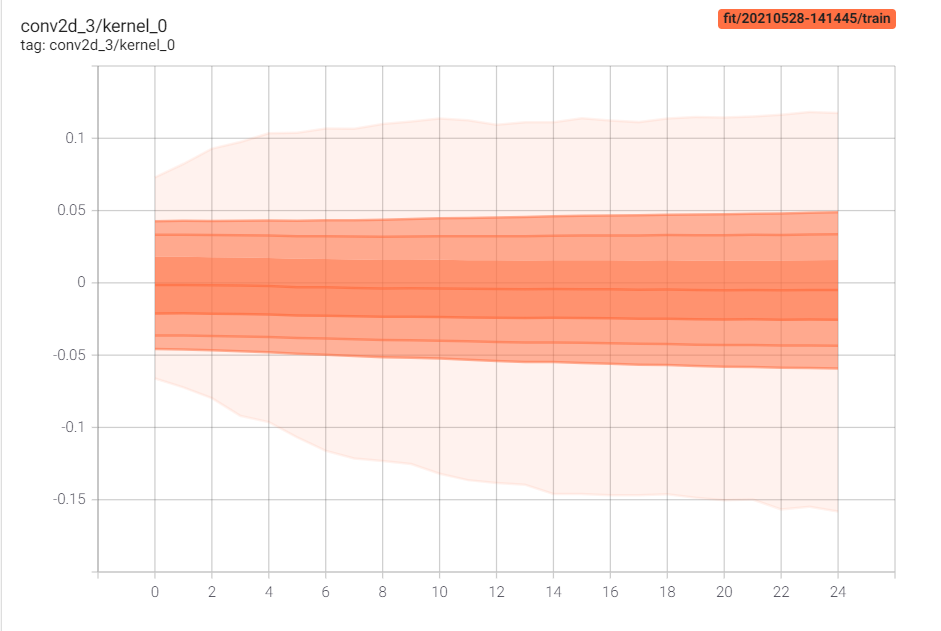 conv2d_3/kernel_0
fit/20210528-141445/train
tag: conv2d_3/kernel_0
0.1
0.05
0
-0.05
-0.1
-0.15
0 2 4 6 8 10 12 14 16 18 20 22 24